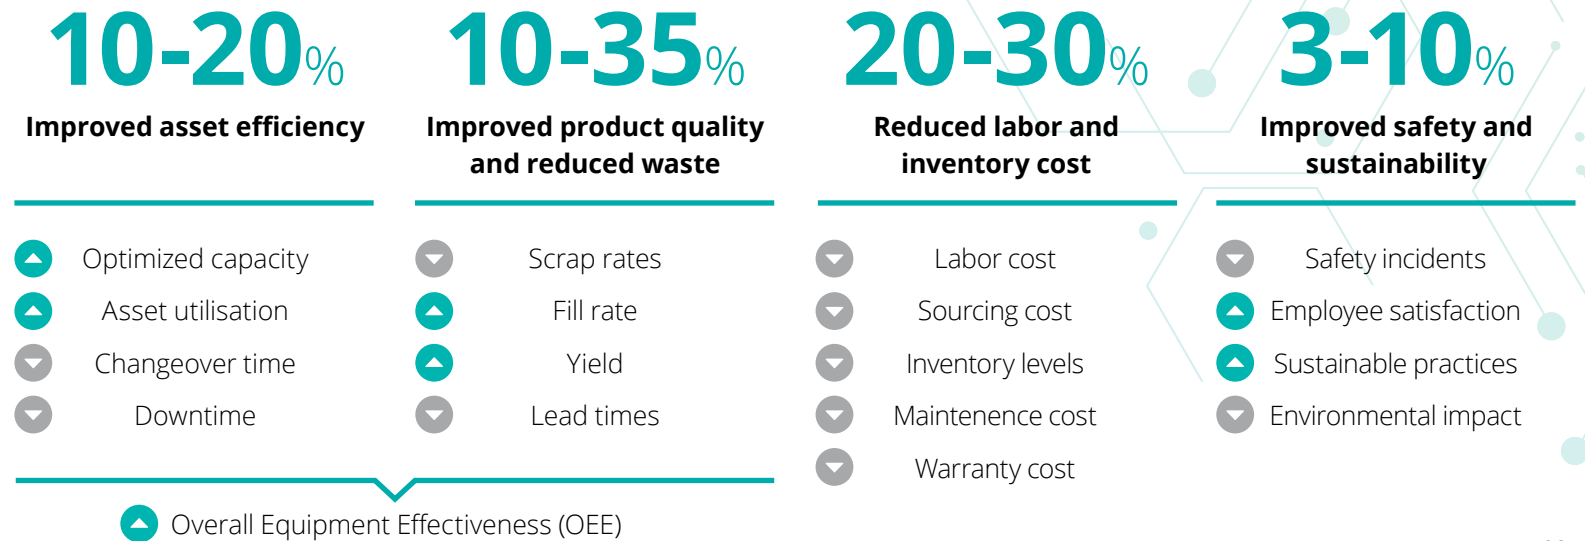 10-20%
Improved asset efficiency
Optimized capacity
Asset utilisation
Changeover time
Downtime
10-35%
Improved product quality
and reduced waste
Scrap rates
Fill rate
Yield
Lead times
Overall Equipment Effectiveness (OEE)
20-30%
Reduced labor and
inventory cost
Labor cost
Sourcing cost
Inventory levels
Maintenence cost
Warranty cost
3-10%
Improved safety and
sustainability
Safety incidents
Employee satisfaction
Sustainable practices
Environmental impact